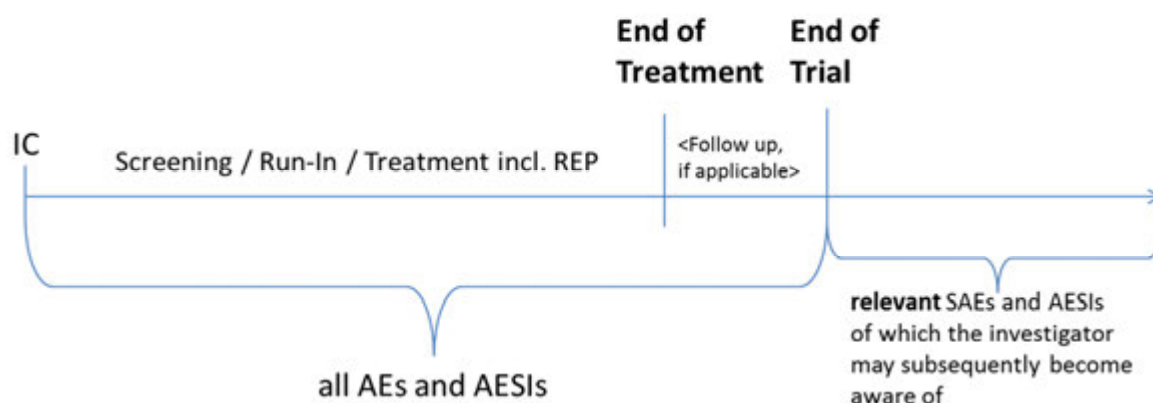 End of
Treatment
End of
Trial
IC
Screening / Run-In / Treatment incl. REP
<Follow up,
if applicable>
all AEs and AESIs
relevant SAEs and AESIs
of which the investigator
may subsequently become
aware of